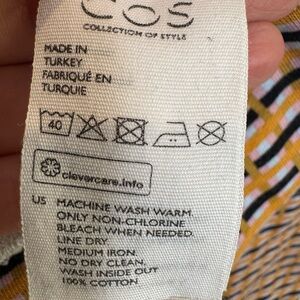 COS
COLLECTION OF STYLE
MADE IN
TURKEY
FABRIQUÉ EN
TURQUIE
40
clevercare.info
US MACHINE WASH WARM.
ONLY NON-CHLORINE
BLEACH WHEN NEEDED.
LINE DRY.
MEDIUM IRON.
NO DRY CLEAN.
WASH INSIDE OUT
100% COTTON